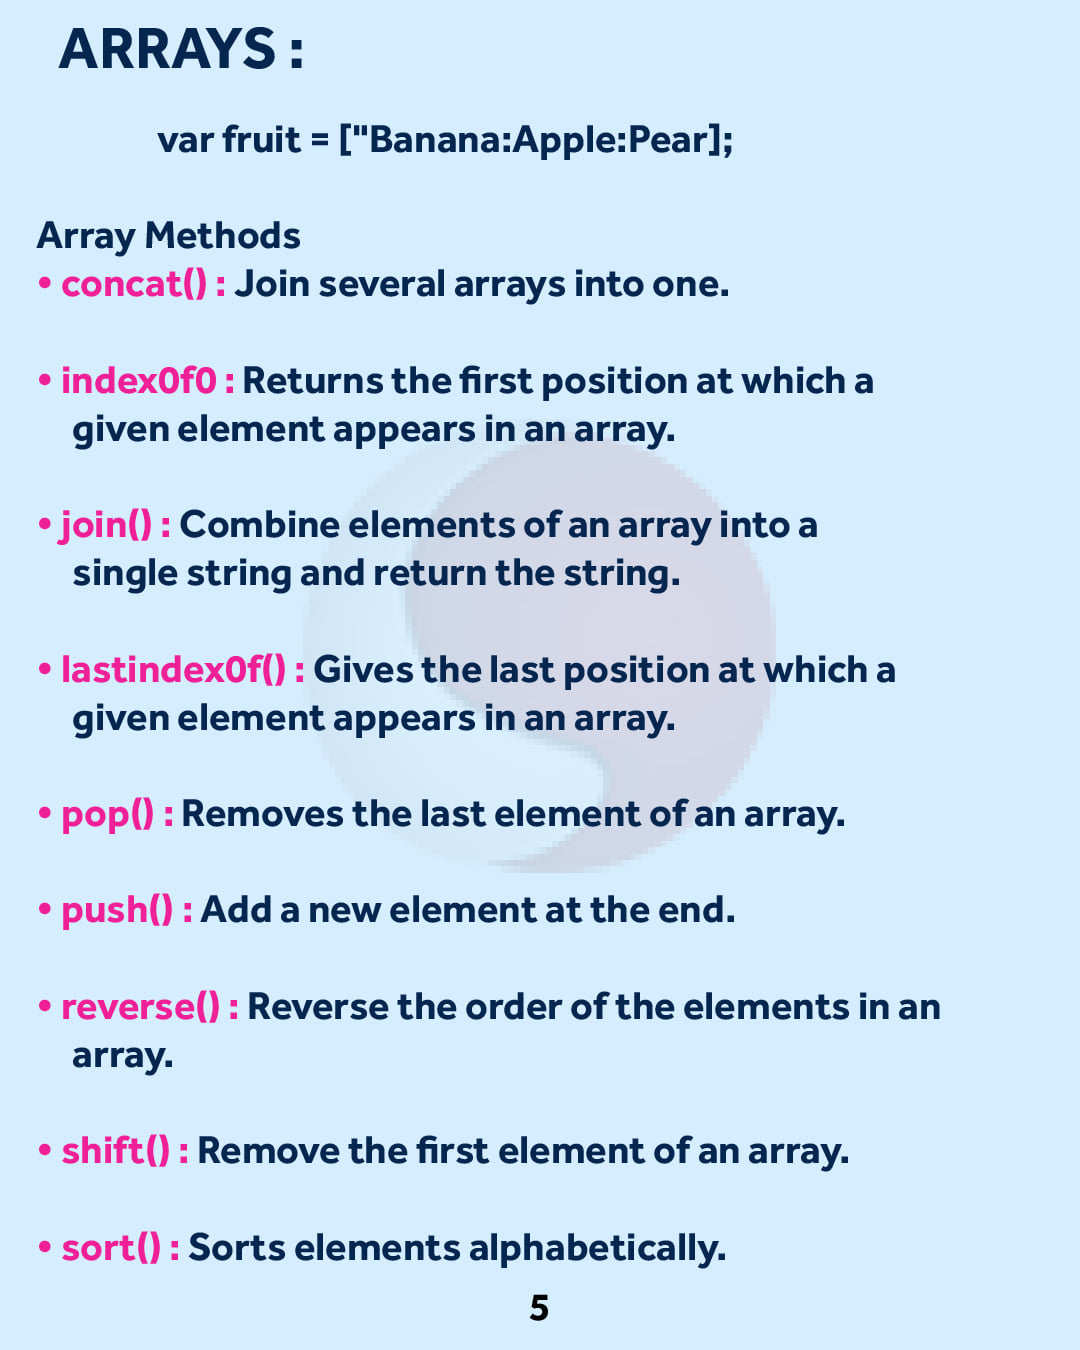 ARRAYS :
var fruit = ["Banana:Apple:Pear];
Array Methods
• concat() : Join several arrays into one.
• index0f0 : Returns the first position at which a
given element appears in an array.
• join() : Combine elements of an array into a
single string and return the string.
• lastindex0f() : Gives the last position at which a
given element appears in an array.
• pop() : Removes the last element of an array.
• push() : Add a new element at the end.
• reverse() : Reverse the order of the elements in an
array.
• shift() : Remove the first element of an array.
• sort() : Sorts elements alphabetically.
5